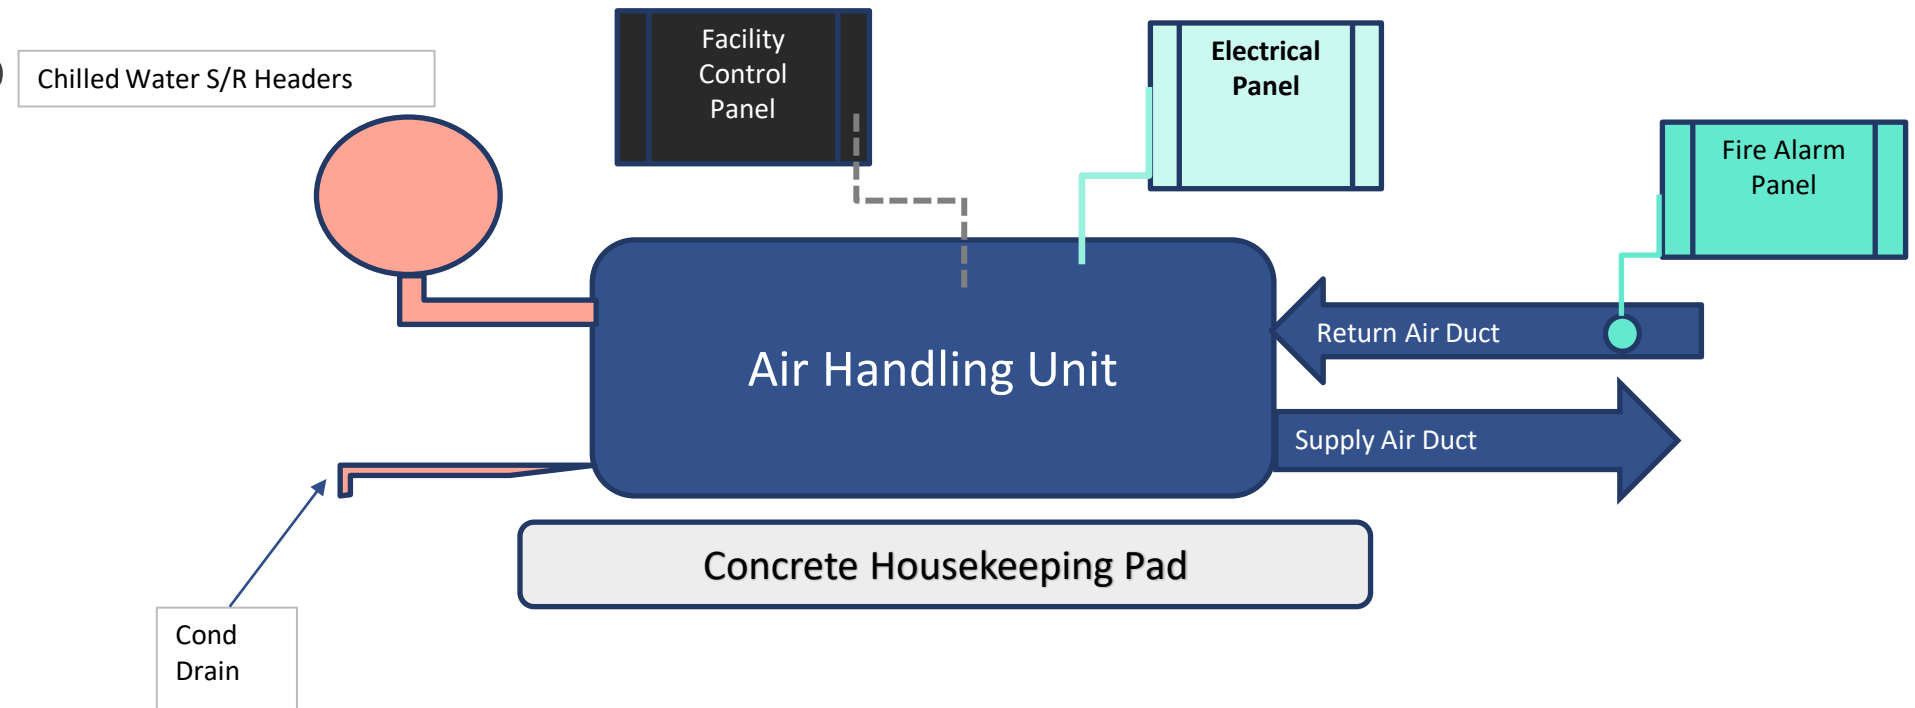 Chilled Water S/R Headers
Facility
Control
Panel
Electrical
Panel
Fire Alarm
Panel
Return Air Duct
Air Handling Unit
Supply Air Duct
Concrete Housekeeping Pad
Cond
Drain